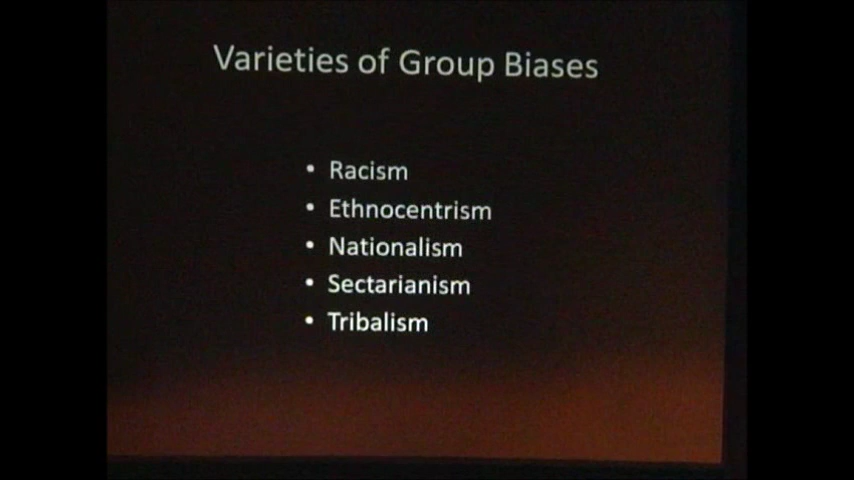 Varieties of Group Biases
• Racism
• Ethnocentrism
• Nationalism
• Sectarianism
• Tribalism